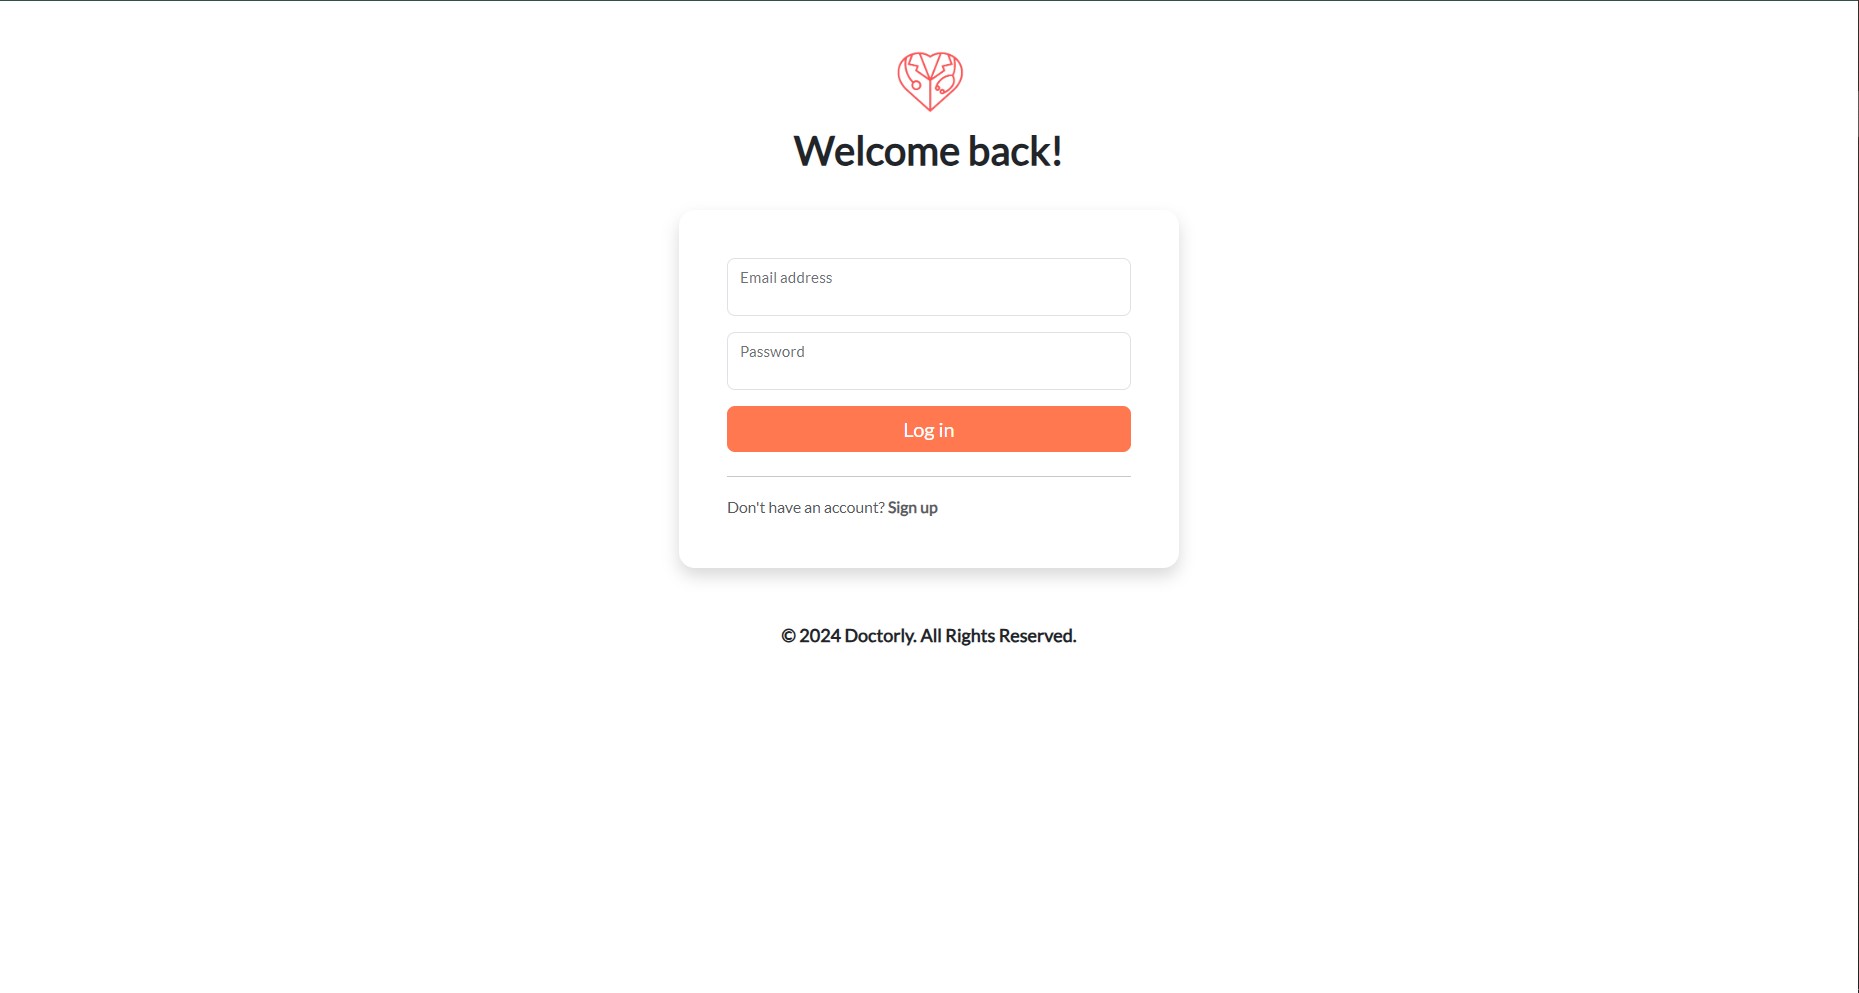 Welcome back!
Email address
Password
Log in
Don't have an account? Sign up
© 2024 Doctorly. All Rights Reserved.